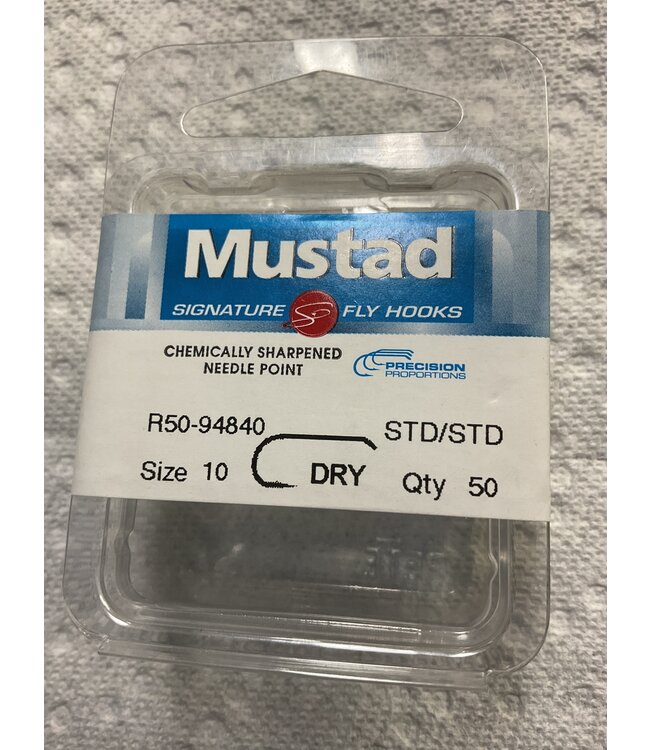 Mustad
SIGNATURE FLY HOOKS
CHEMICALLY SHARPENED
NEEDLE POINT
PRECISION
PROPORTIONS
R50-94840 STD/STD
Size 10 DRY Qty 50